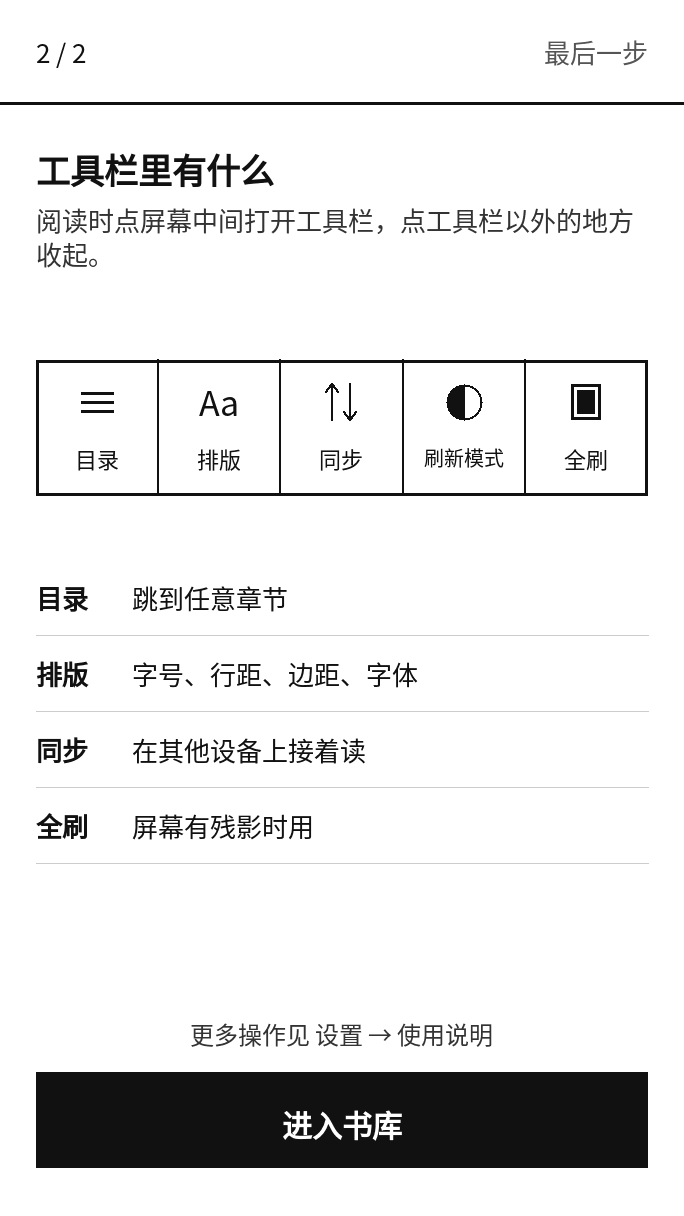 2 / 2
最后一步
工具栏里有什么
阅读时点屏幕中间打开工具栏，点工具栏以外的地方
收起。
Aa
目录
排版
同步
刷新模式
全刷
目录 跳到任意章节
排版 字号、行距、边距、字体
同步 在其他设备上接着读
全刷 屏幕有残影时用
更多操作见 设置 → 使用说明
进入书库